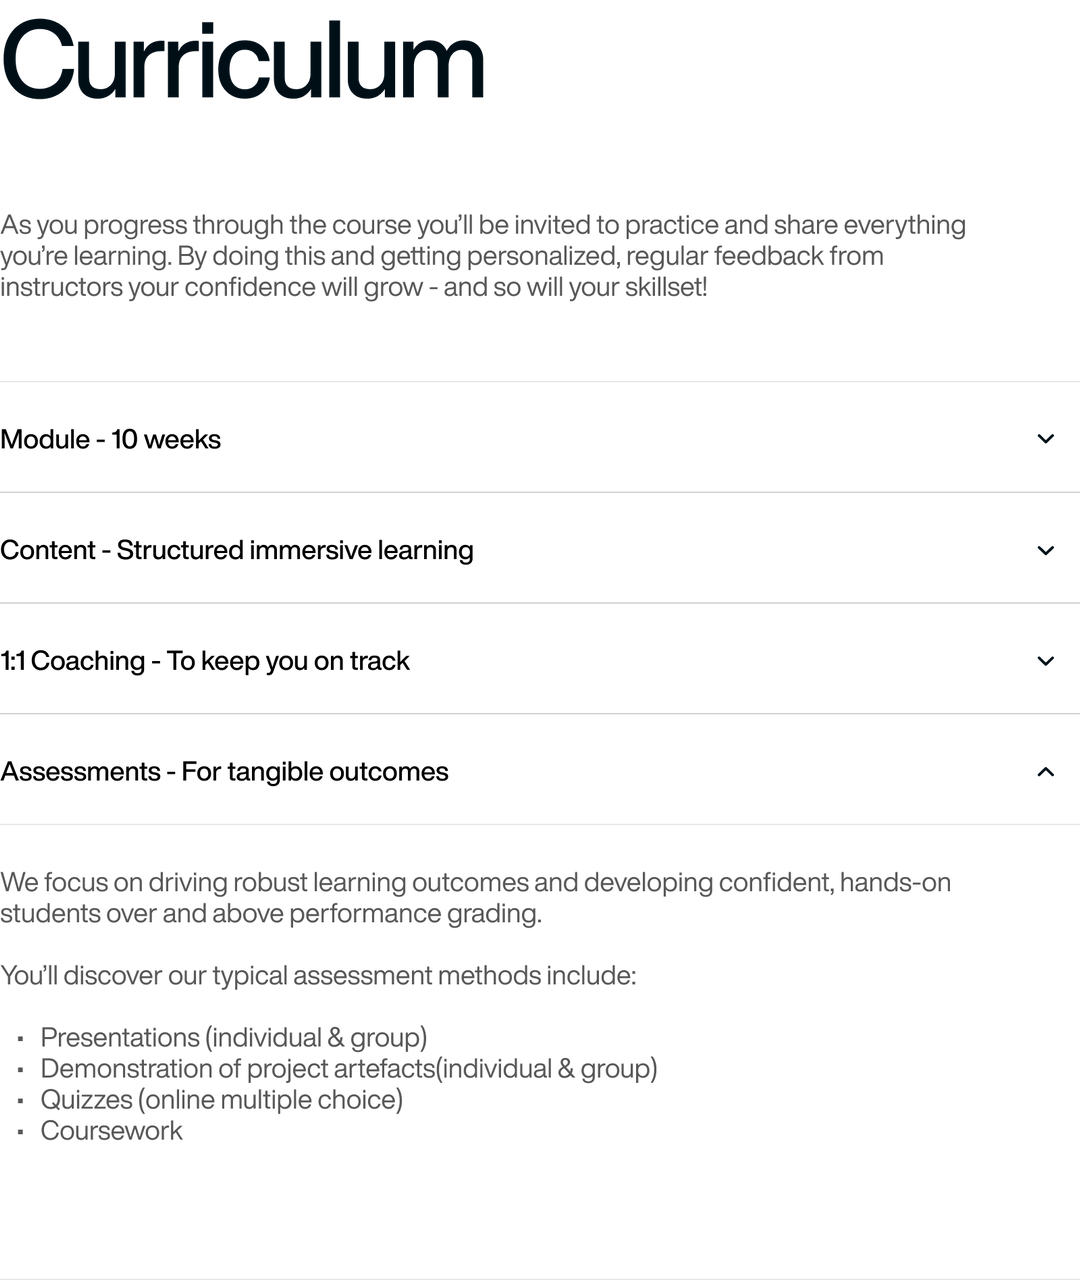 Curriculum
As you progress through the course you’ll be invited to practice and share everything
you’re learning. By doing this and getting personalized, regular feedback from
instructors your confidence will grow - and so will your skillset!
Module - 10 weeks
Content - Structured immersive learning
1:1 Coaching - To keep you on track
Assessments - For tangible outcomes
We focus on driving robust learning outcomes and developing confident, hands-on
students over and above performance grading.
You’ll discover our typical assessment methods include:
▪ Presentations (individual & group)
▪ Demonstration of project artefacts(individual & group)
▪ Quizzes (online multiple choice)
▪ Coursework